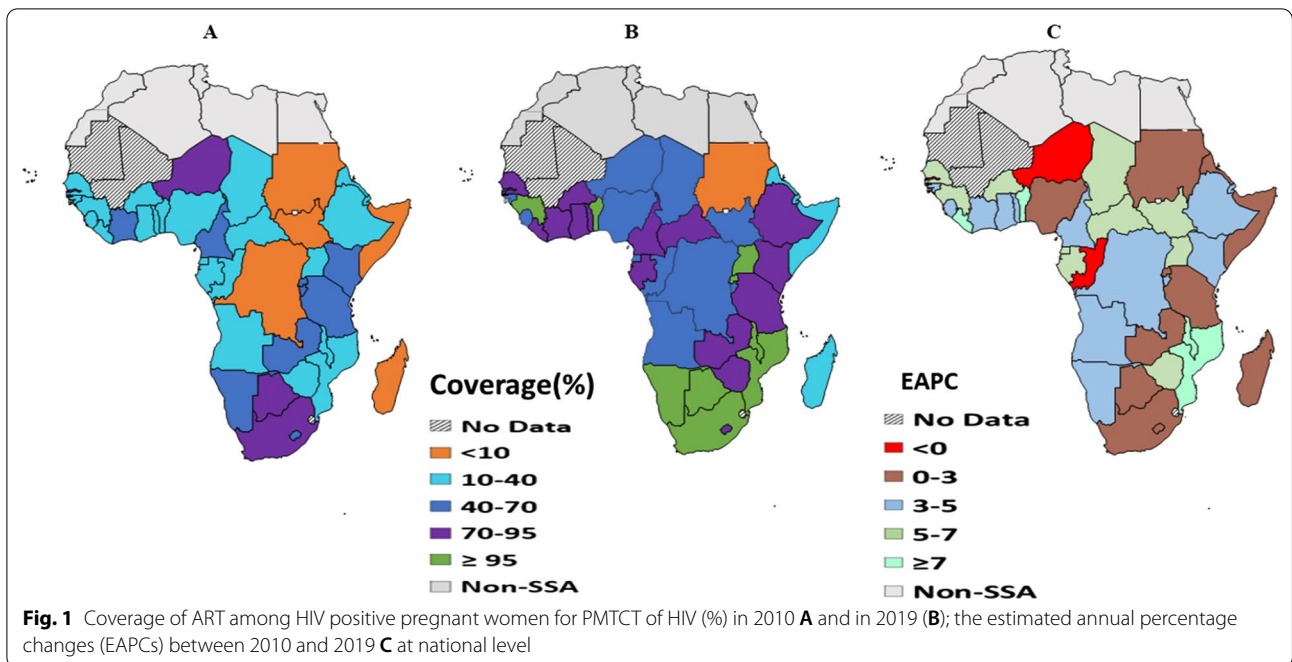 A
B
C
Coverage(%)
No Data
<10
10-40
40-70
70-95
≥ 95
Non-SSA
EAPC
No Data
<0
0-3
3-5
5-7
≥7
Non-SSA
Fig. 1 Coverage of ART among HIV positive pregnant women for PMTCT of HIV (%) in 2010 A and in 2019 (B); the estimated annual percentage
changes (EAPCs) between 2010 and 2019 C at national level